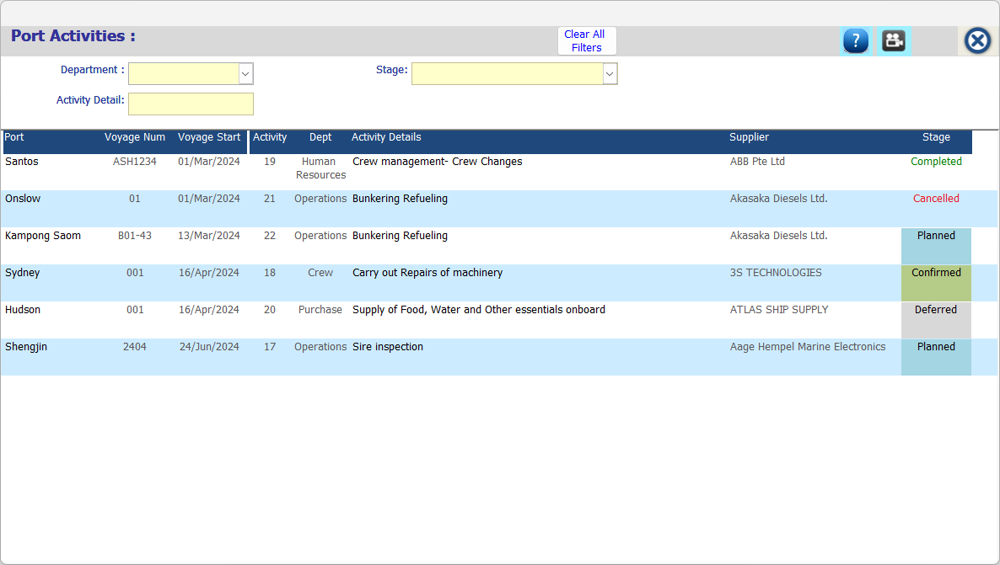 Port Activities :
Clear All
Filters
?
Department :
Stage:
Activity Detail:
Port Voyage Num Voyage Start Activity Dept Activity Details Supplier Stage
Santos ASH1234 01/Mar/2024 19 Human Crew management- Crew Changes ABB Pte Ltd Completed
Resources
Onslow 01 01/Mar/2024 21 Operations Bunkering Refueling Akasaka Diesels Ltd. Cancelled
Kampong Saom B01-43 13/Mar/2024 22 Operations Bunkering Refueling Akasaka Diesels Ltd. Planned
Sydney 001 16/Apr/2024 18 Crew Carry out Repairs of machinery 3S TECHNOLOGIES Confirmed
Hudson 001 16/Apr/2024 20 Purchase Supply of Food, Water and Other essentials onboard ATLAS SHIP SUPPLY Deferred
Shengjin 2404 24/Jun/2024 17 Operations Sire inspection Aage Hempel Marine Electronics Planned